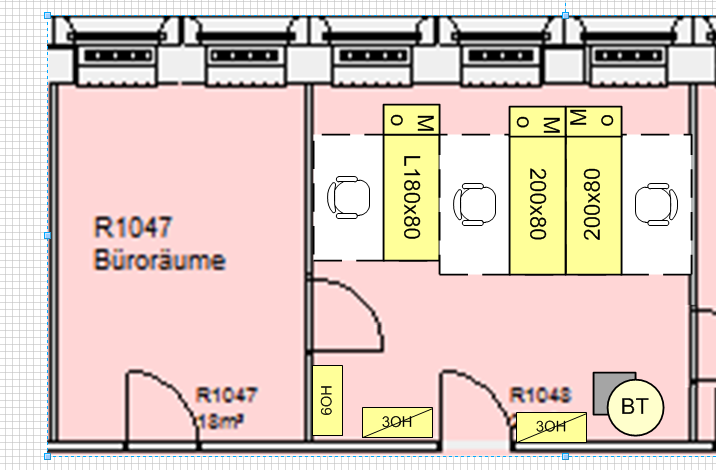 O M
O M
M O
L180x80
200x80
200x80
R1047
Büroräume
R1047
18m²
R1048
6OH
3OH
3OH
BT